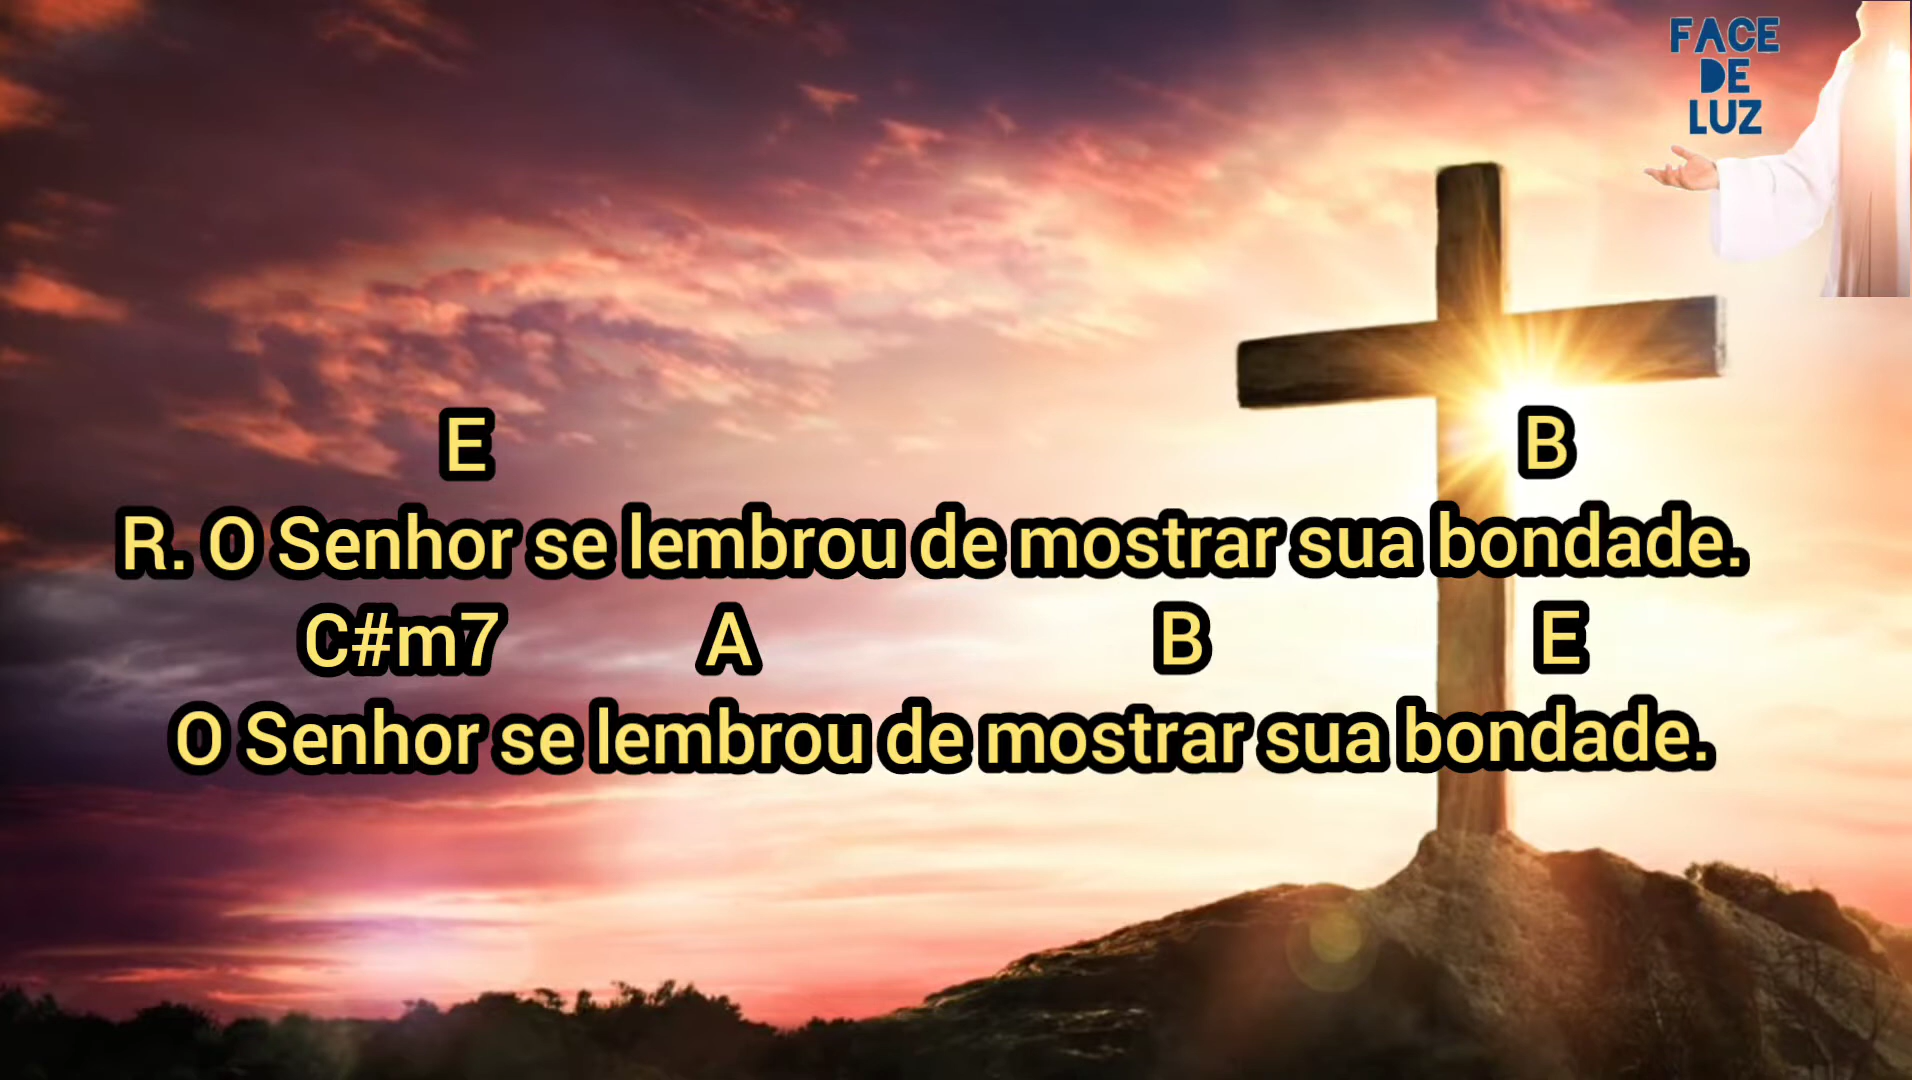 FACE
DE
LUZ
E B
R. O Senhor se lembrou de mostrar sua bondade.
C#m7 A B E
O Senhor se lembrou de mostrar sua bondade.